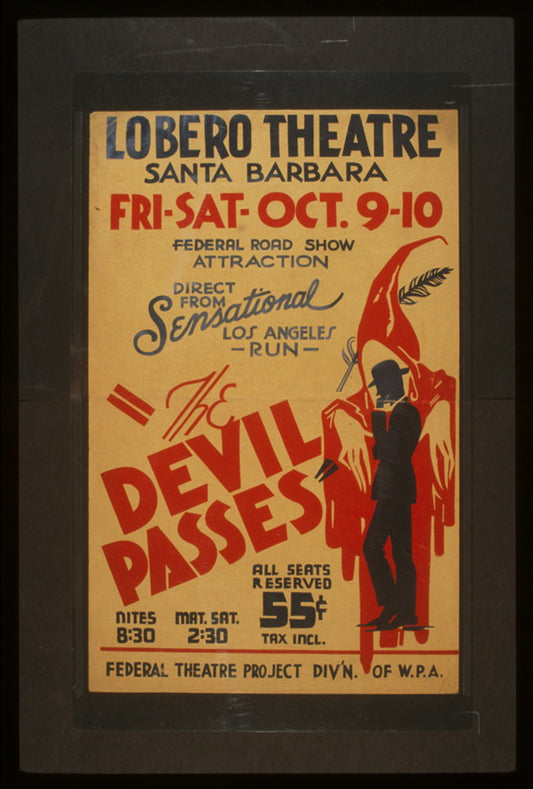 LOBERO THEATRE
SANTA BARBARA
FRI-SAT-OCT. 9-10
FEDERAL ROAD SHOW
ATTRACTION
DIRECT
FROM
Sensational
LOS ANGELES
-RUN-
"The
DEVIL
PASSES"
ALL SEATS
RESERVED
55¢
TAX INCL.
NITES
8:30
MAT. SAT.
2:30
FEDERAL THEATRE PROJECT DIV'N. OF W.P.A.